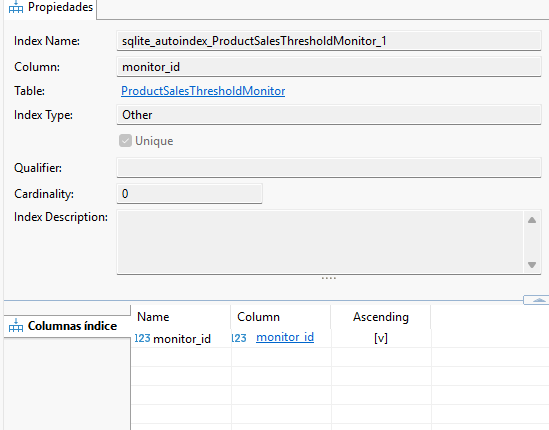 Propiedades
Index Name: sqlite_autoindex_ProductSalesThresholdMonitor_1
Column: monitor_id
Table: ProductSalesThresholdMonitor
Index Type: Other
Unique
Qualifier:
Cardinality: 0
Index Description:
Columnas índice
Name Column Ascending
123 monitor_id 123 monitor_id [v]